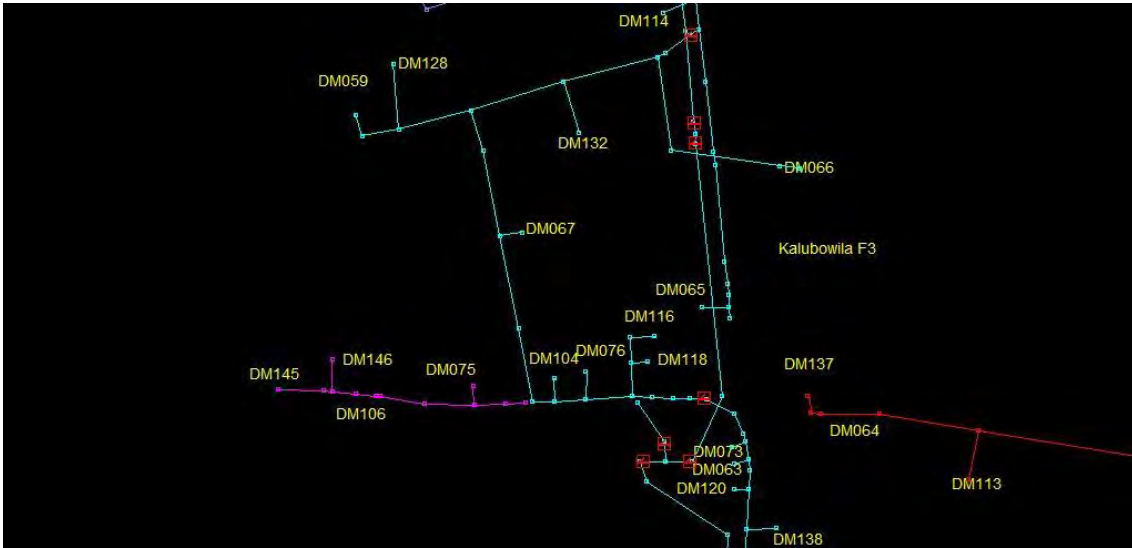 DM114
DM128
DM059
DM132
DM066
DM067
Kalubowila F3
DM065
DM116
DM104
DM076
DM118
DM146
DM145
DM075
DM137
DM106
DM064
DM073
DM063
DM120
DM113
DM138